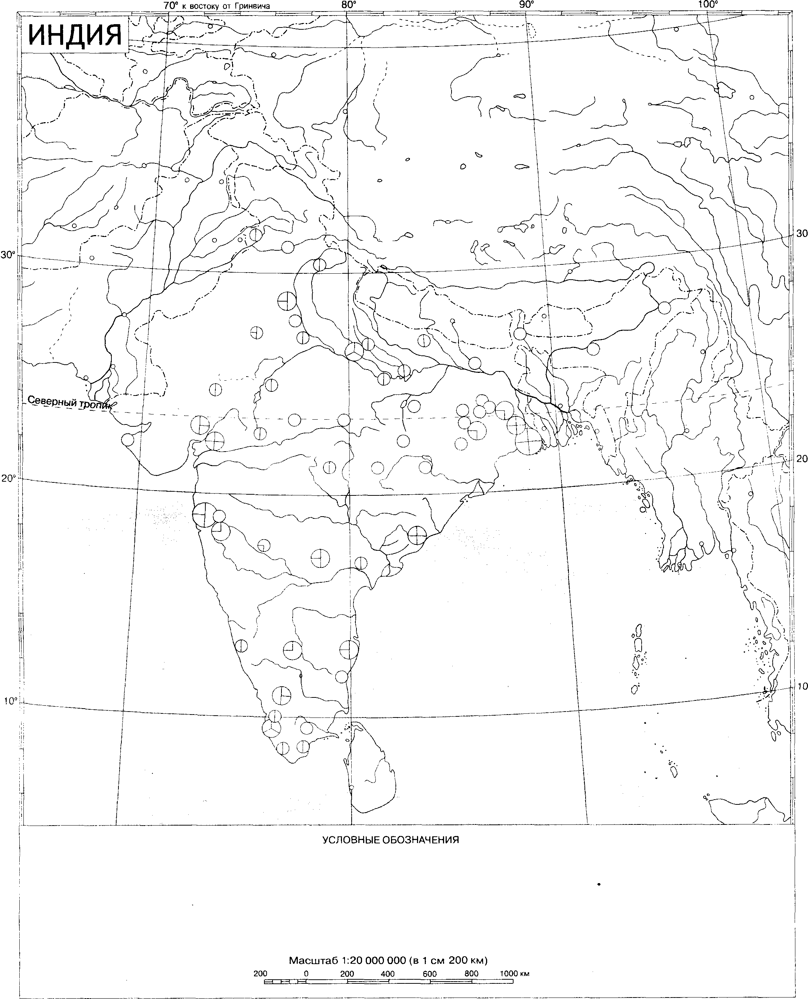 70° к востоку от Гринвича 80° 90° 100°
ИНДИЯ
30° 30
Северный тропик
20° 20
10° 10
УСЛОВНЫЕ ОБОЗНАЧЕНИЯ
Масштаб 1:20 000 000 (в 1 см 200 км)
200 0 200 400 600 800 1000 км